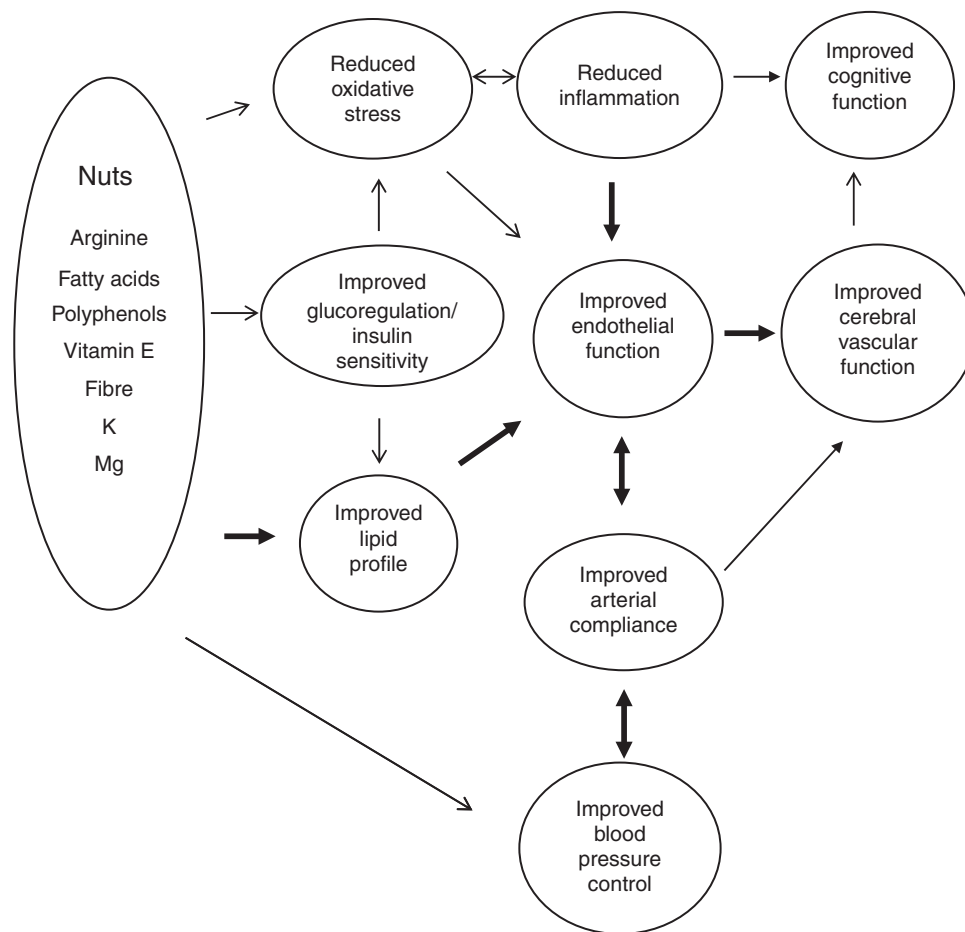 Nuts
Arginine
Fatty acids
Polyphenols
Vitamin E
Fibre
K
Mg
Reduced
oxidative
stress
Reduced
inflammation
Improved
cognitive
function
Improved
glucoregulation/
insulin
sensitivity
Improved
endothelial
function
Improved
cerebral
vascular
function
Improved
lipid
profile
Improved
arterial
compliance
Improved
blood
pressure
control